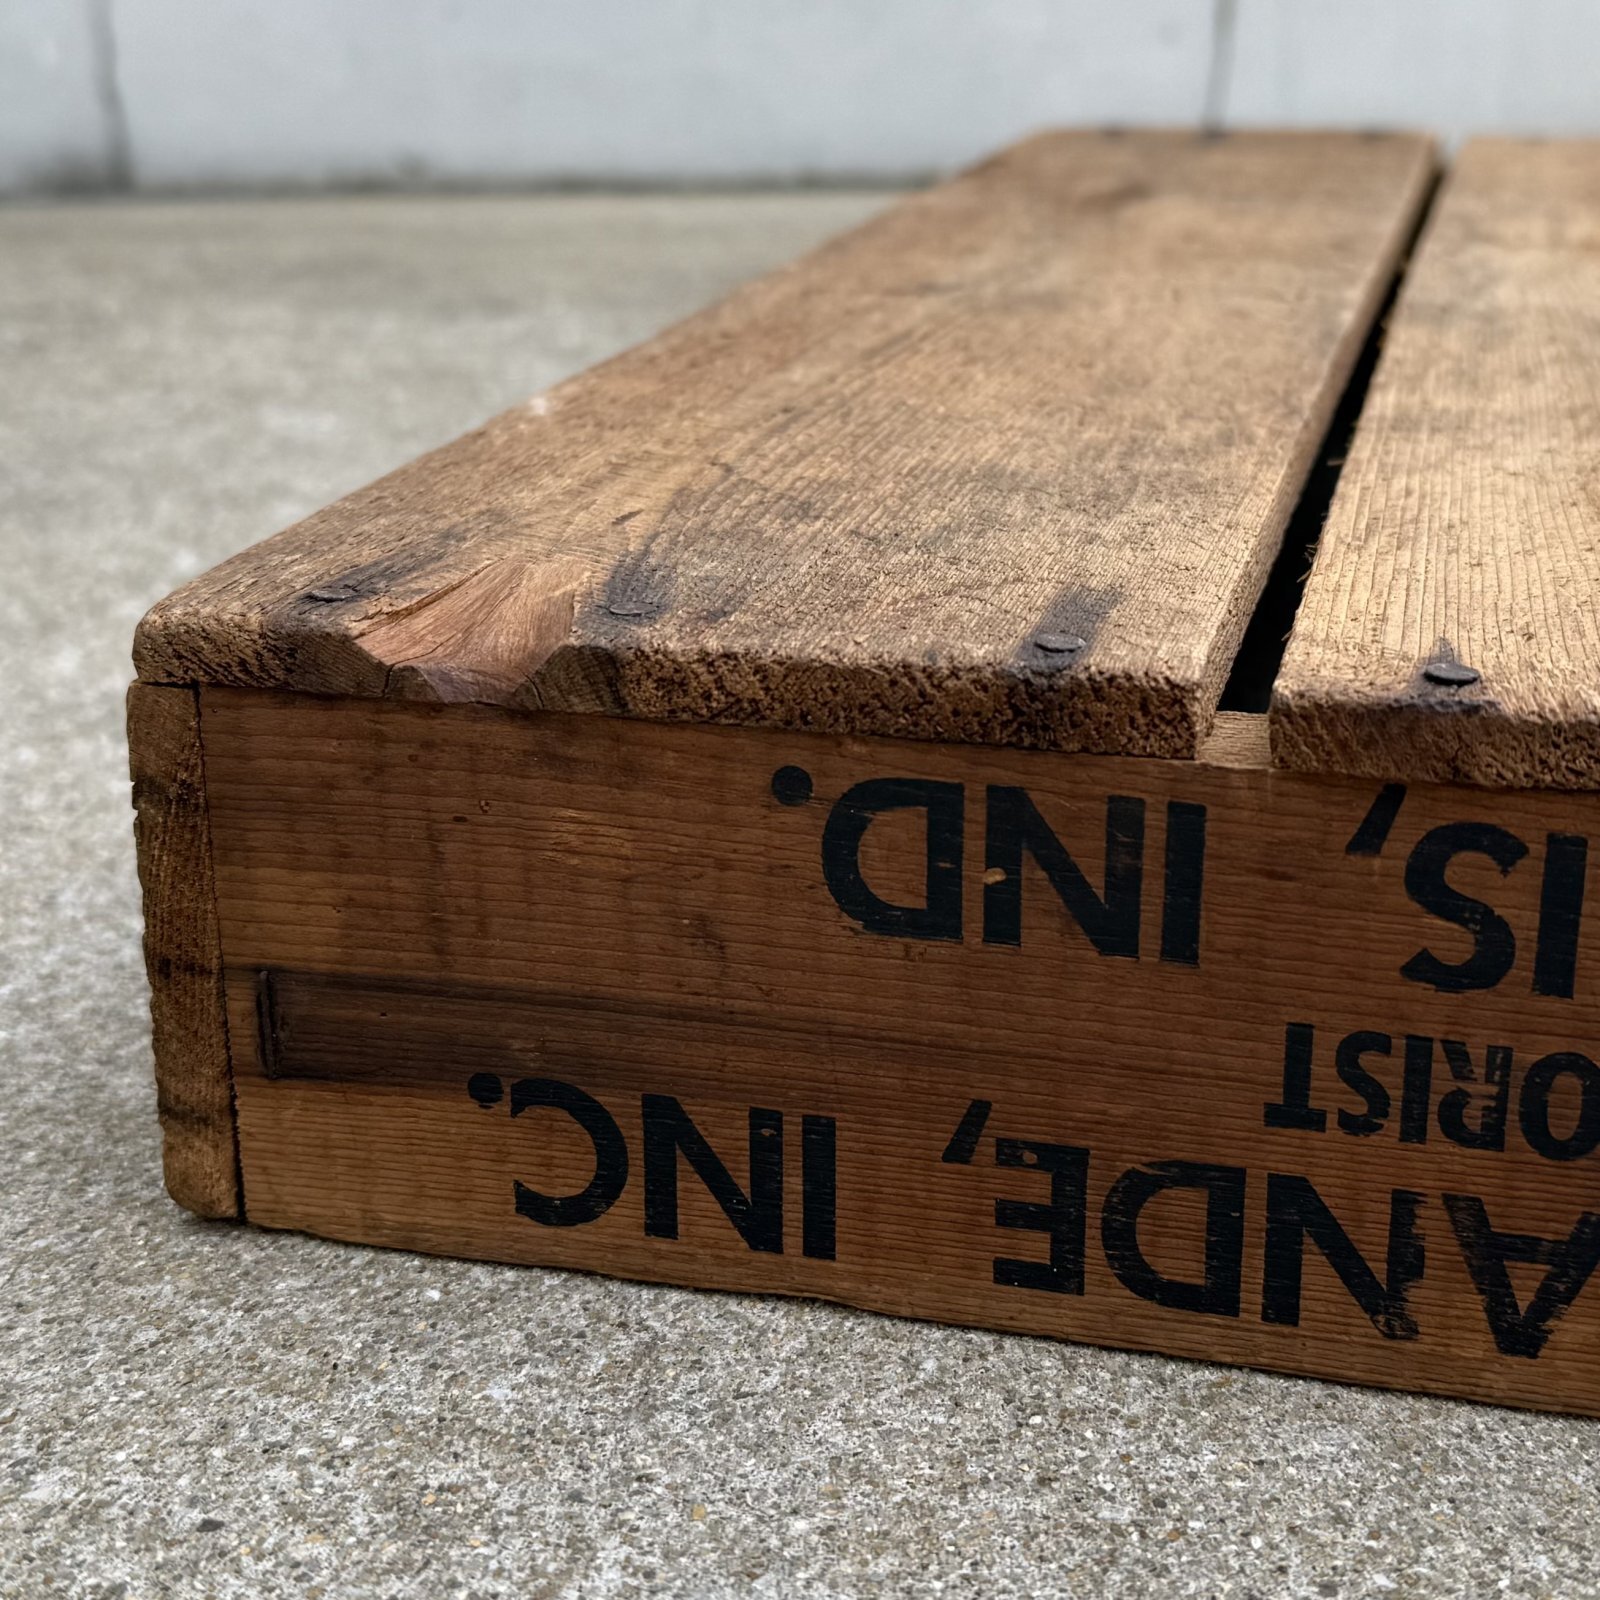 ANDE, INC.
ORIST
IS, IND.